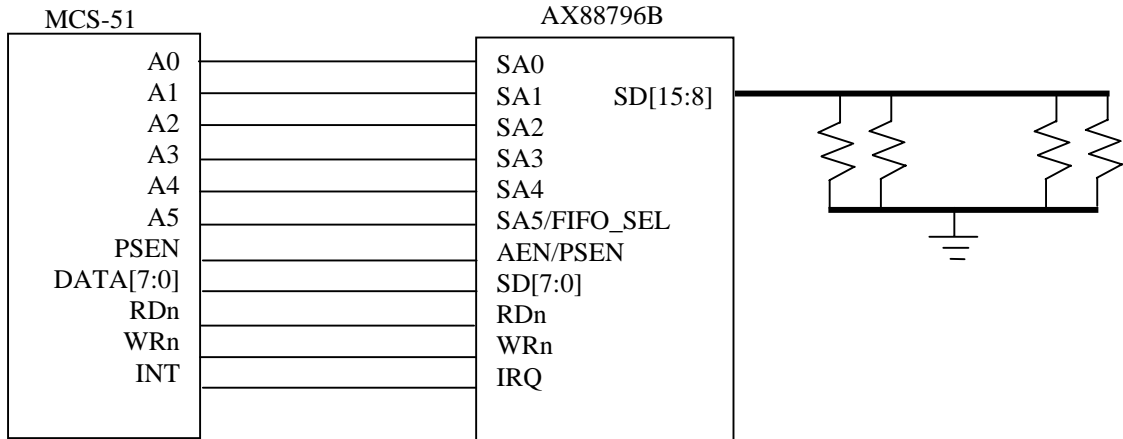 MCS-51
AX88796B
A0
A1
A2
A3
A4
A5
PSEN
DATA[7:0]
RDn
WRn
INT
SA0
SA1
SA2
SA3
SA4
SA5/FIFO_SEL
AEN/PSEN
SD[7:0]
RDn
WRn
IRQ
SD[15:8]